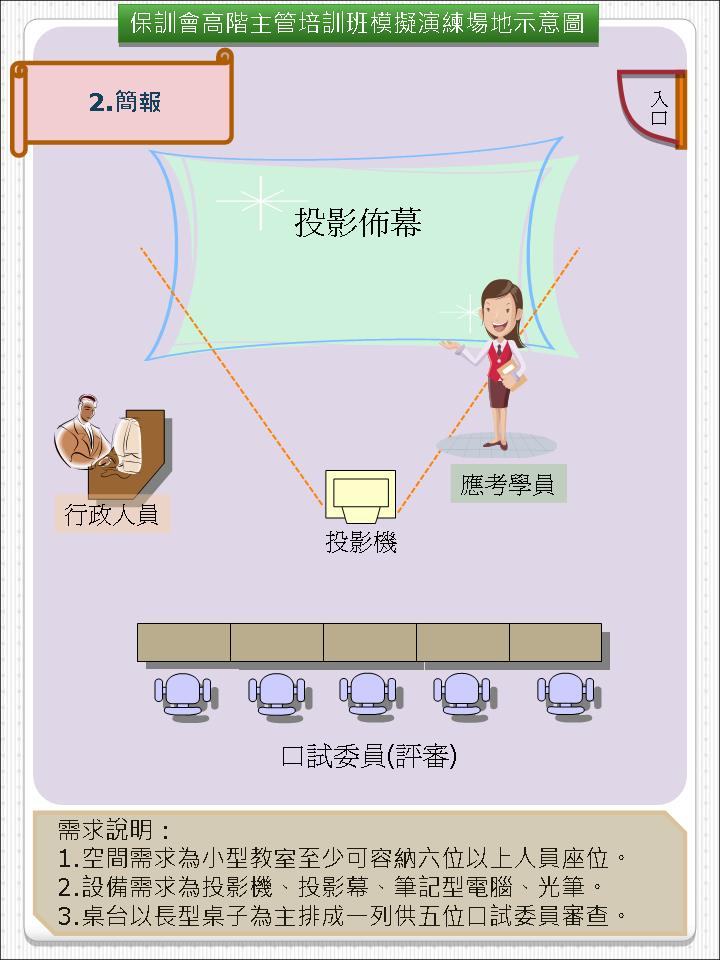 保訓會高階主管培訓班模擬演練場地示意圖
2.簡報
入口
投影佈幕
應考學員
行政人員
投影機
口試委員(評審)
需求說明：
1.空間需求為小型教室至少可容納六位以上人員座位。
2.設備需求為投影機、投影幕、筆記型電腦、光筆。
3.桌台以長型桌子為主排成一列供五位口試委員審查。